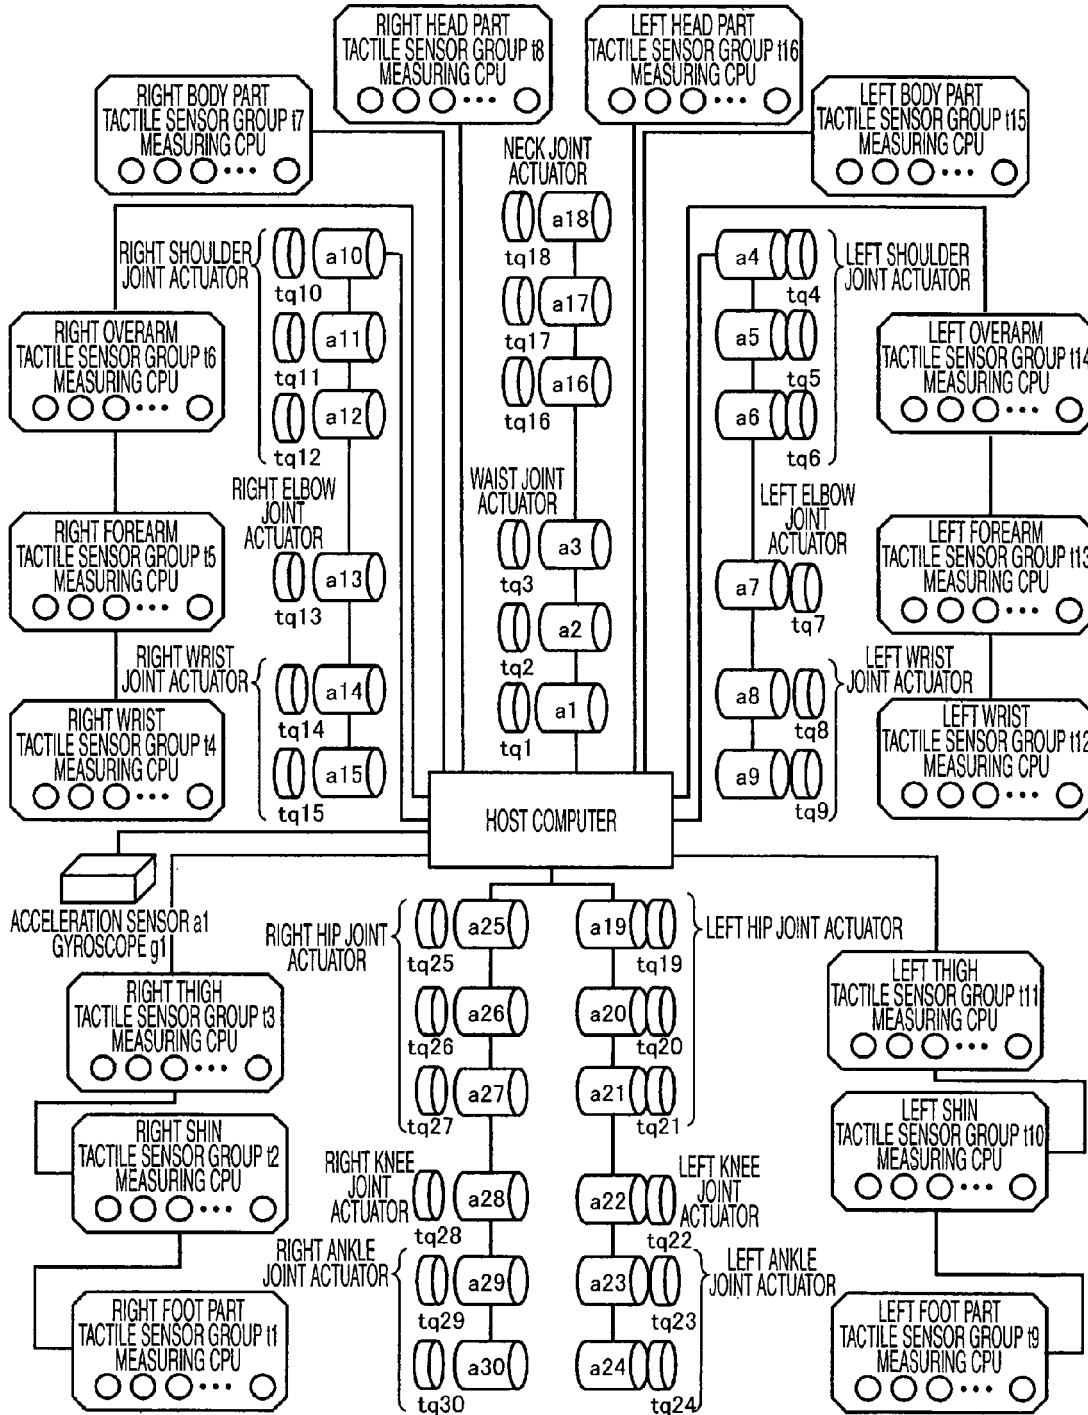 RIGHT HEAD PART
TACTILE SENSOR GROUP t8
MEASURING CPU
LEFT HEAD PART
TACTILE SENSOR GROUP t16
MEASURING CPU
RIGHT BODY PART
TACTILE SENSOR GROUP t7
MEASURING CPU
LEFT BODY PART
TACTILE SENSOR GROUP t15
MEASURING CPU
NECK JOINT
ACTUATOR
a18
tq18
a17
tq17
a16
tq16
RIGHT SHOULDER
JOINT ACTUATOR
a10
tq10
a11
tq11
a12
tq12
a4
tq4
a5
tq5
a6
tq6
LEFT SHOULDER
JOINT ACTUATOR
RIGHT OVERARM
TACTILE SENSOR GROUP t6
MEASURING CPU
LEFT OVERARM
TACTILE SENSOR GROUP t14
MEASURING CPU
RIGHT ELBOW
JOINT
ACTUATOR
a13
tq13
WAIST JOINT
ACTUATOR
a3
tq3
a2
tq2
a1
tq1
LEFT ELBOW
JOINT
ACTUATOR
a7
tq7
RIGHT FOREARM
TACTILE SENSOR GROUP t5
MEASURING CPU
LEFT FOREARM
TACTILE SENSOR GROUP t13
MEASURING CPU
RIGHT WRIST
JOINT ACTUATOR
a14
tq14
a15
tq15
a8
tq8
a9
tq9
LEFT WRIST
JOINT ACTUATOR
RIGHT WRIST
TACTILE SENSOR GROUP t4
MEASURING CPU
LEFT WRIST
TACTILE SENSOR GROUP t12
MEASURING CPU
HOST COMPUTER
ACCELERATION SENSOR a1
GYROSCOPE g1
RIGHT HIP JOINT
ACTUATOR
a25
tq25
a26
tq26
a27
tq27
a19
tq19
a20
tq20
a21
tq21
LEFT HIP JOINT ACTUATOR
RIGHT THIGH
TACTILE SENSOR GROUP t3
MEASURING CPU
LEFT THIGH
TACTILE SENSOR GROUP t11
MEASURING CPU
RIGHT SHIN
TACTILE SENSOR GROUP t2
MEASURING CPU
LEFT SHIN
TACTILE SENSOR GROUP t10
MEASURING CPU
RIGHT KNEE
JOINT
ACTUATOR
a28
tq28
a22
tq22
LEFT KNEE
JOINT
ACTUATOR
RIGHT ANKLE
JOINT ACTUATOR
a29
tq29
a30
tq30
a23
tq23
a24
tq24
LEFT ANKLE
JOINT ACTUATOR
RIGHT FOOT PART
TACTILE SENSOR GROUP t1
MEASURING CPU
LEFT FOOT PART
TACTILE SENSOR GROUP t9
MEASURING CPU